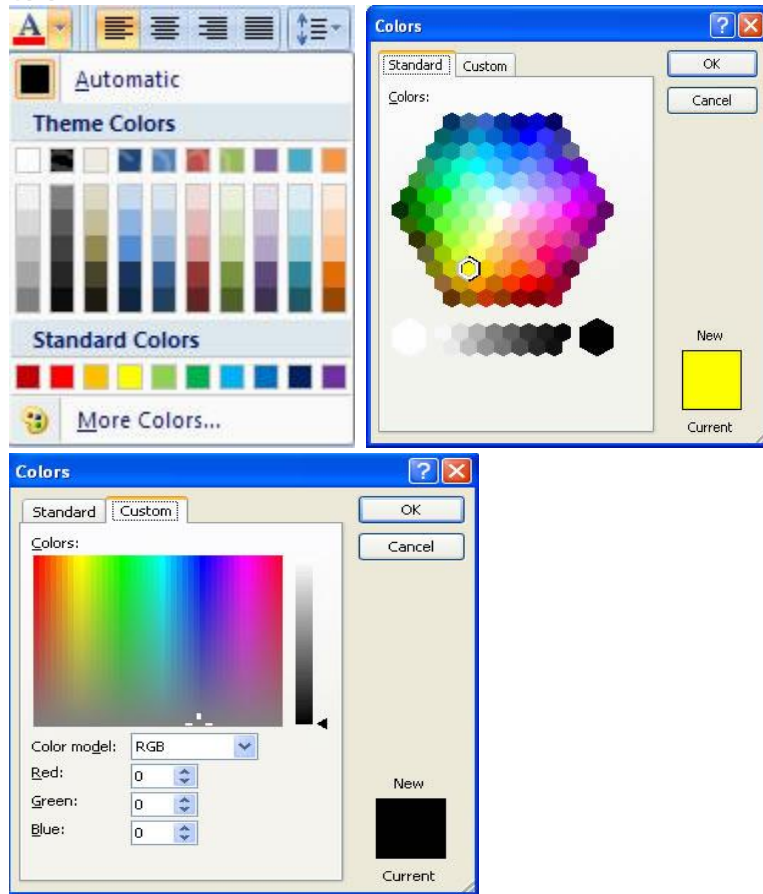 A
Automatic
Theme Colors
Standard Colors
More Colors...
Colors
Standard Custom
OK
Colors:
Cancel
New
Current
Colors
Standard Custom
OK
Colors:
Cancel
Color model: RGB
Red: 0
Green: 0
Blue: 0
New
Current